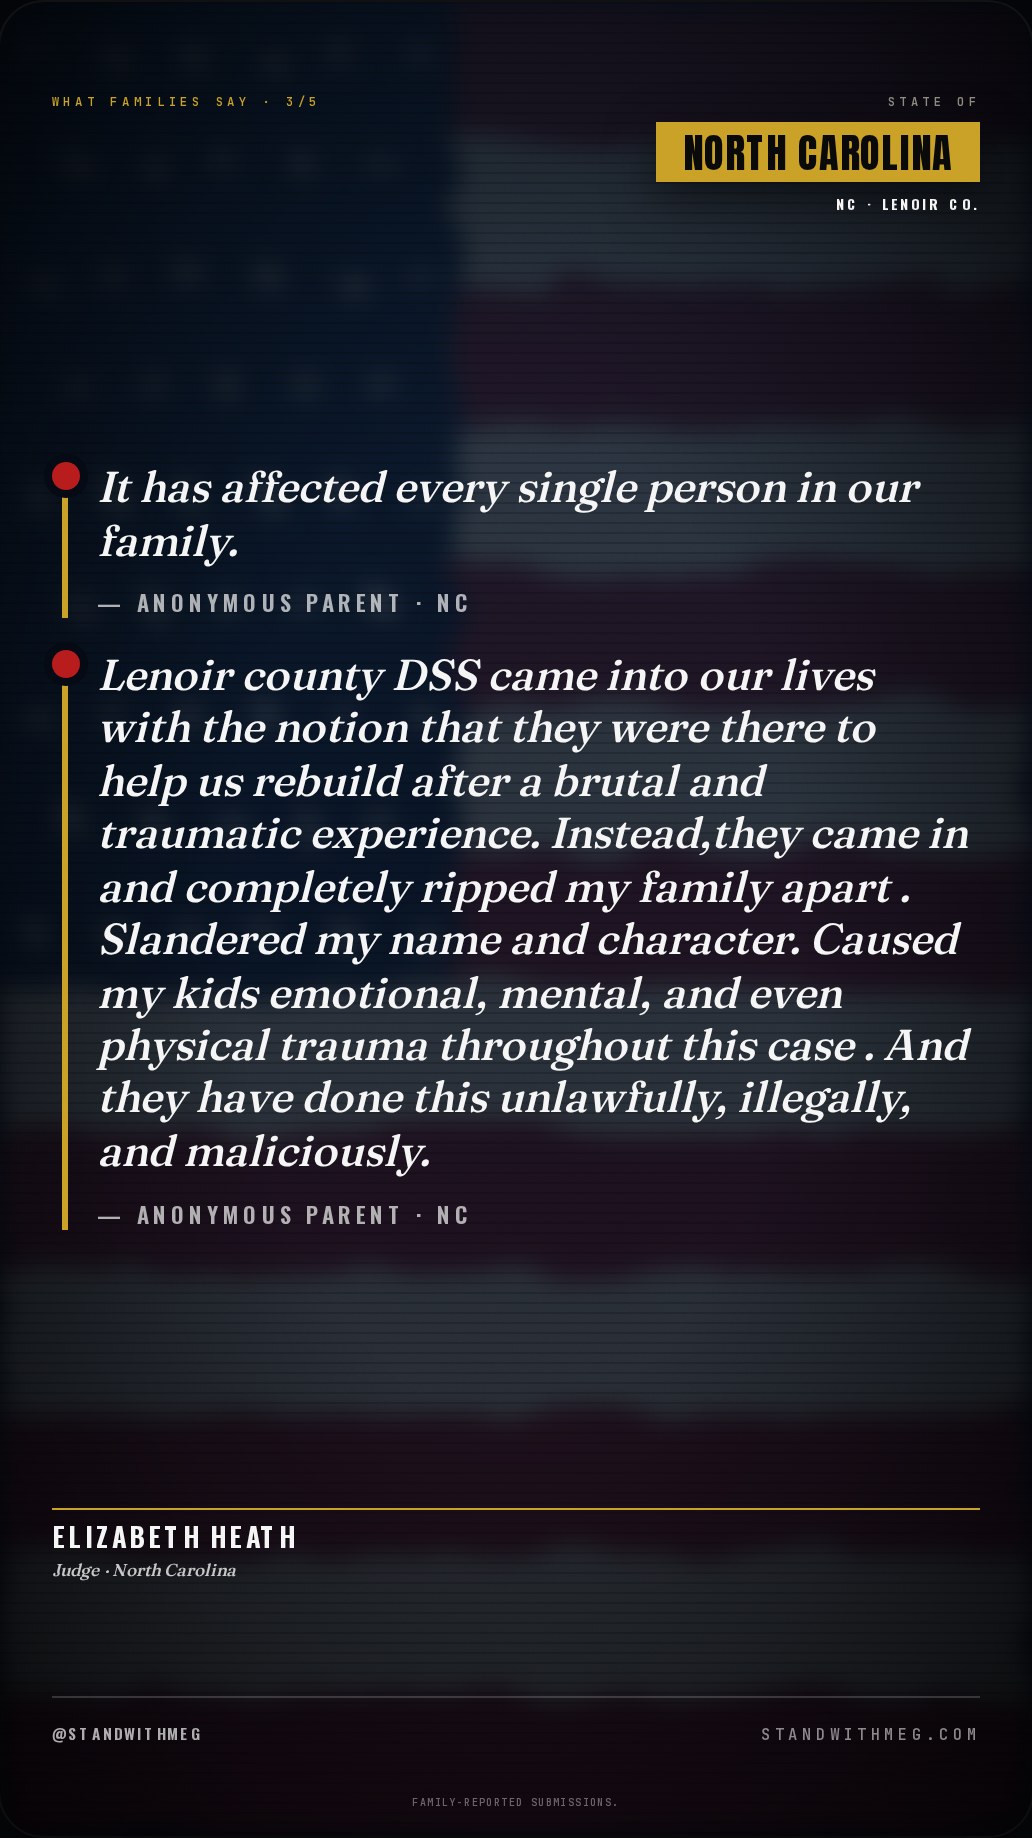 WHAT FAMILIES SAY · 3/5
STATE OF
NORTH CAROLINA
NC · LENOIR CO.
It has affected every single person in our
family.
— ANONYMOUS PARENT · NC
Lenoir county DSS came into our lives
with the notion that they were there to
help us rebuild after a brutal and
traumatic experience. Instead,they came in
and completely ripped my family apart .
Slandered my name and character. Caused
my kids emotional, mental, and even
physical trauma throughout this case . And
they have done this unlawfully, illegally,
and maliciously.
— ANONYMOUS PARENT · NC
ELIZABETH HEATH
Judge · North Carolina
@STANDWITHMEG
STANDWITHMEG.COM
FAMILY-REPORTED SUBMISSIONS.